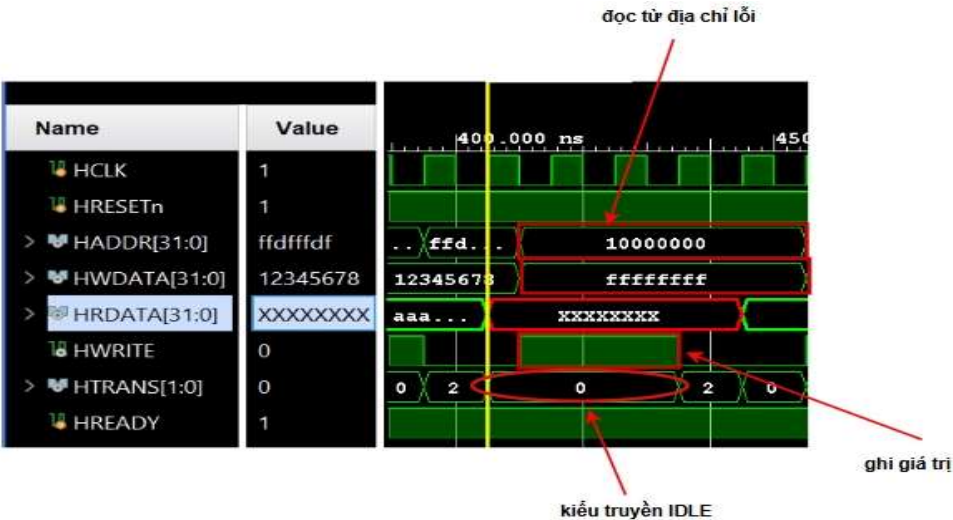 đọc từ địa chỉ lỗi
Name Value
400.000 ns 450
HCLK 1
HRESETn 1
> HADDR[31:0] ffdfffdf .. ffd... 10000000
> HWDATA[31:0] 12345678 12345678 ffffffff
> HRDATA[31:0] XXXXXXXX aaa... XXXXXXXX
HWRITE 0
> HTRANS[1:0] 0 0 2 0 2 0
HREADY 1
ghi giá trị
kiểu truyền IDLE